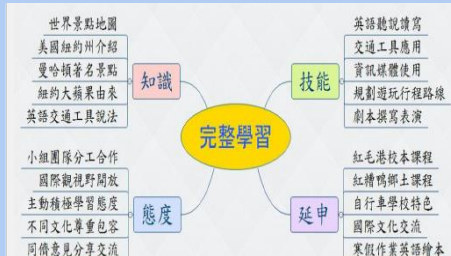 世界景點地圖
美國紐約州介紹
曼哈頓著名景點
紐約大蘋果由來
英語交通工具說法
知識
英語聽說讀寫
交通工具應用
資訊媒體使用
規劃遊玩行程路線
劇本撰寫表演
技能
完整學習
小組團隊分工合作
國際觀視野開放
主動積極學習態度
不同文化尊重包容
同儕意見分享交流
態度
紅毛港校本課程
紅糟鴨鄉土課程
自行車學校特色
國際文化交流
寒假作業英語繪本
延申